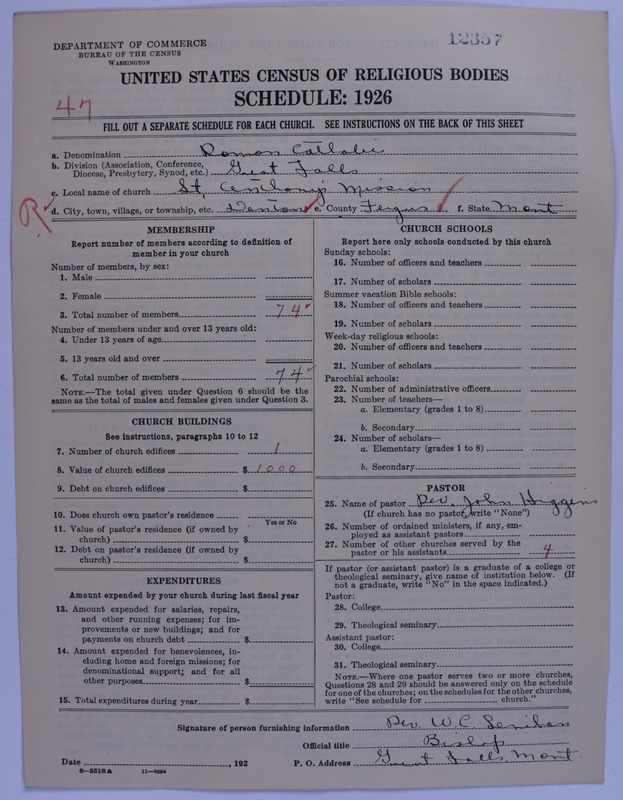 12357
DEPARTMENT OF COMMERCE
BUREAU OF THE CENSUS
WASHINGTON
UNITED STATES CENSUS OF RELIGIOUS BODIES
SCHEDULE: 1926
47
FILL OUT A SEPARATE SCHEDULE FOR EACH CHURCH. SEE INSTRUCTIONS ON THE BACK OF THIS SHEET
a. Denomination Roman Catholic
b. Division (Association, Conference, Diocese, Presbytery, Synod, etc.) Great Falls
c. Local name of church St. Anthonys Mission
d. City, town, village, or township, etc. Denton e. County Fergus f. State Mont
R
MEMBERSHIP
Report number of members according to definition of
member in your church
Number of members, by sex:
1. Male
2. Female
3. Total number of members 74
Number of members under and over 13 years old:
4. Under 13 years of age
5. 13 years old and over
6. Total number of members 74
NOTE.—The total given under Question 6 should be the
same as the total of males and females given under Question 3.
CHURCH BUILDINGS
See instructions, paragraphs 10 to 12
7. Number of church edifices 1
8. Value of church edifices $1000
9. Debt on church edifices $
10. Does church own pastor's residence
Yes or No
11. Value of pastor's residence (if owned by
church) $
12. Debt on pastor's residence (if owned by
church) $
EXPENDITURES
Amount expended by your church during last fiscal year
13. Amount expended for salaries, repairs,
and other running expenses; for im-
provements or new buildings; and for
payments on church debt $
14. Amount expended for benevolences, in-
cluding home and foreign missions; for
denominational support; and for all
other purposes $
15. Total expenditures during year $
CHURCH SCHOOLS
Report here only schools conducted by this church
Sunday schools:
16. Number of officers and teachers
17. Number of scholars
Summer vacation Bible schools:
18. Number of officers and teachers
19. Number of scholars
Week-day religious schools:
20. Number of officers and teachers
21. Number of scholars
Parochial schools:
22. Number of administrative officers
23. Number of teachers—
a. Elementary (grades 1 to 8)
b. Secondary
24. Number of scholars—
a. Elementary (grades 1 to 8)
b. Secondary
PASTOR
25. Name of pastor Rev. John Higgins
(If church has no pastor, write "None")
26. Number of ordained ministers, if any, em-
ployed as assistant pastors
27. Number of other churches served by the
pastor or his assistants 4
If pastor (or assistant pastor) is a graduate of a college or
theological seminary, give name of institution below. (If
not a graduate, write "No" in the space indicated.)
Pastor:
28. College
29. Theological seminary
Assistant pastor:
30. College
31. Theological seminary
NOTE.—Where one pastor serves two or more churches,
Questions 28 and 29 should be answered only on the schedule
for one of the churches; on the schedules for the other churches,
write "See schedule for church."
Signature of person furnishing information Rev. W. C. Lenihan
Official title Bishop
Date , 192 P. O. Address Great Falls Mont.
8—5518 a 11—9034